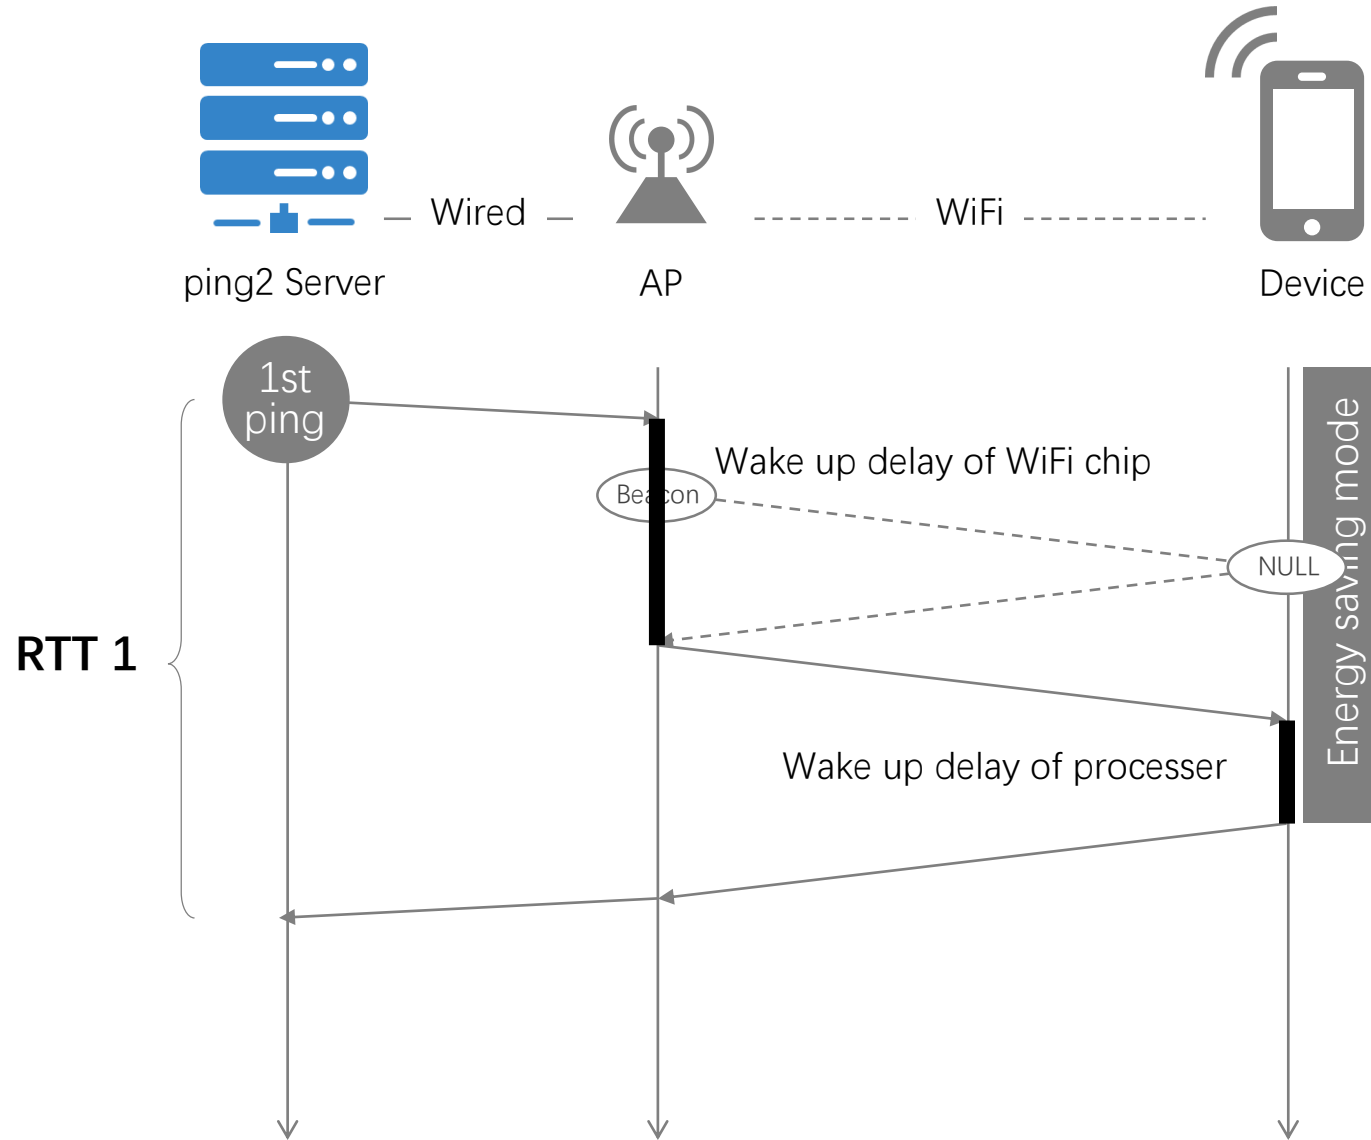 Wired
WiFi
ping2 Server
AP
Device
1st
ping
Wake up delay of WiFi chip
Beacon
NULL
Energy saving mode
RTT 1
Wake up delay of processer